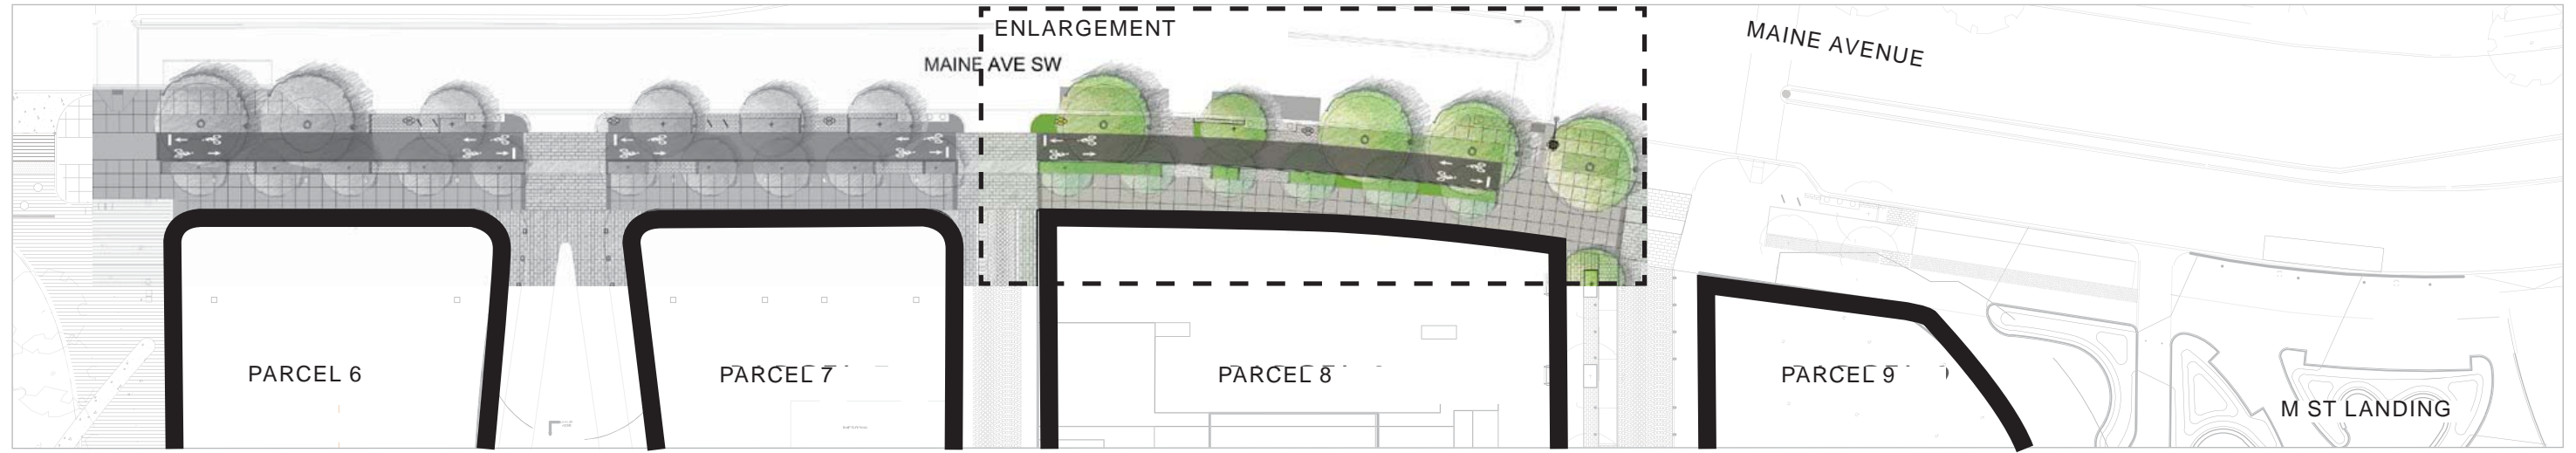 ENLARGEMENT
MAINE AVENUE
MAINE AVE SW
PARCEL 6
PARCEL 7
PARCEL 8
PARCEL 9
M ST LANDING